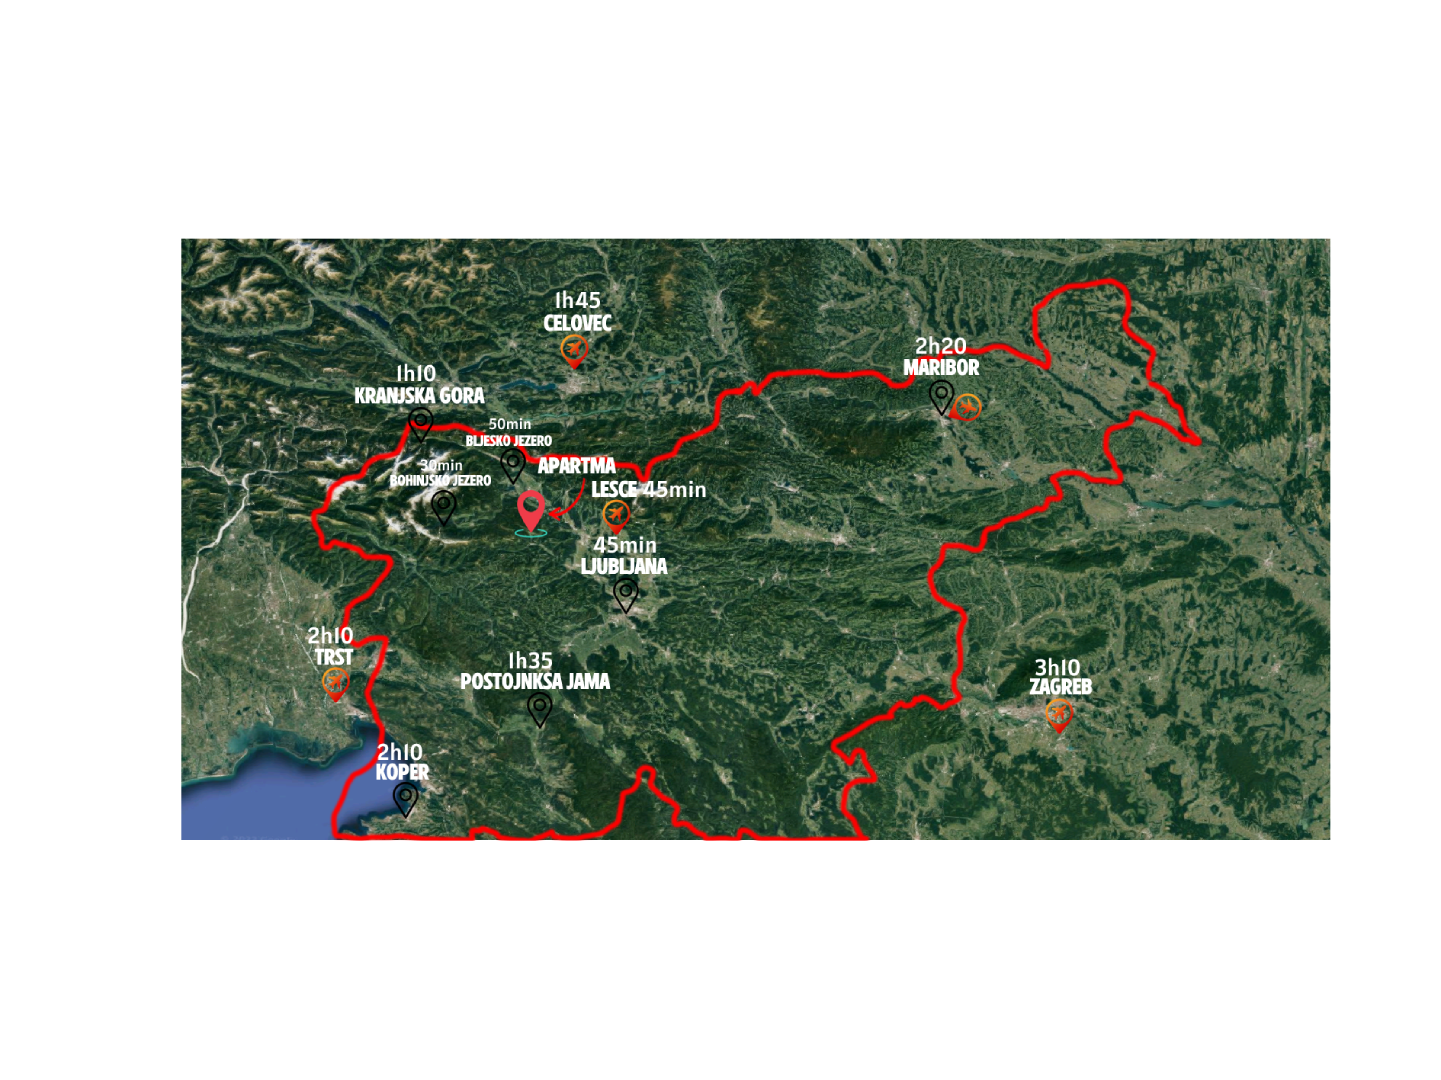 1h45
CELOVEC
2h20
MARIBOR
1h10
KRANJSKA GORA
50min
BLJESKO JEZERO
30min
BOHINJSKO JEZERO
APARTMA
LESCE 45min
45min
LJUBLJANA
2h10
TRST
1h35
POSTOJNKSA JAMA
3h10
ZAGREB
2h10
KOPER